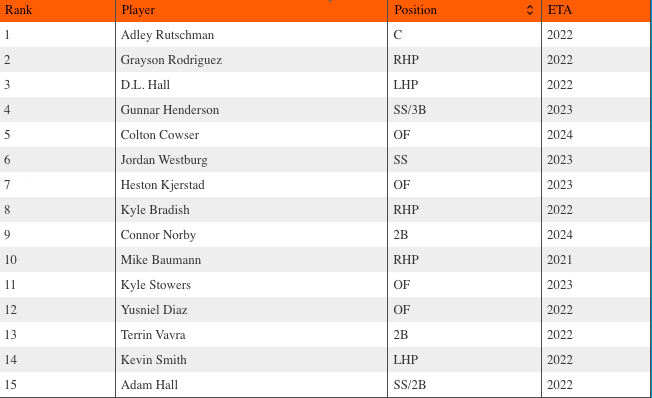 Rank Player Position ETA
1 Adley Rutschman C 2022
2 Grayson Rodriguez RHP 2022
3 D.L. Hall LHP 2022
4 Gunnar Henderson SS/3B 2023
5 Colton Cowser OF 2024
6 Jordan Westburg SS 2023
7 Heston Kjerstad OF 2023
8 Kyle Bradish RHP 2022
9 Connor Norby 2B 2024
10 Mike Baumann RHP 2021
11 Kyle Stowers OF 2023
12 Yusniel Diaz OF 2022
13 Terrin Vavra 2B 2022
14 Kevin Smith LHP 2022
15 Adam Hall SS/2B 2022